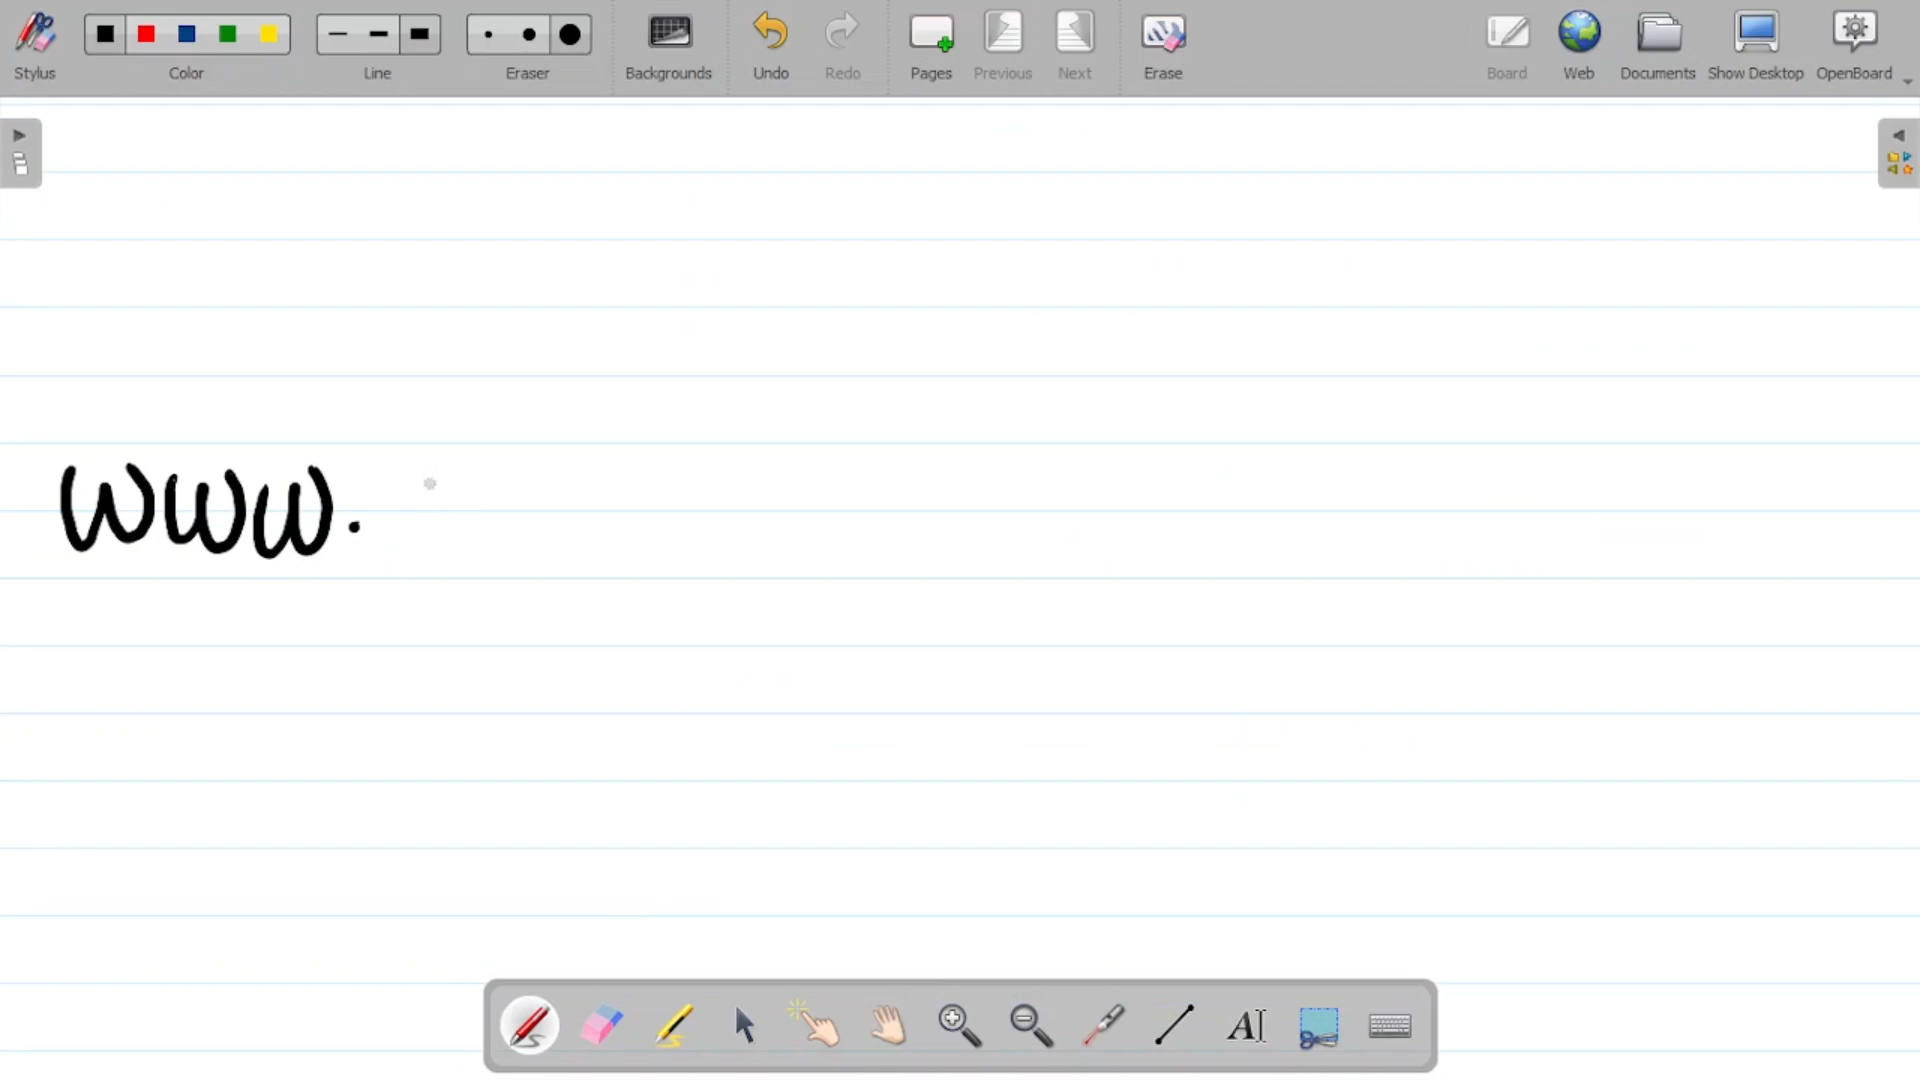 Stylus
Color
Line
Eraser
Backgrounds
Undo
Redo
Pages
Previous
Next
Erase
Board
Web
Documents
Show Desktop
OpenBoard
www.